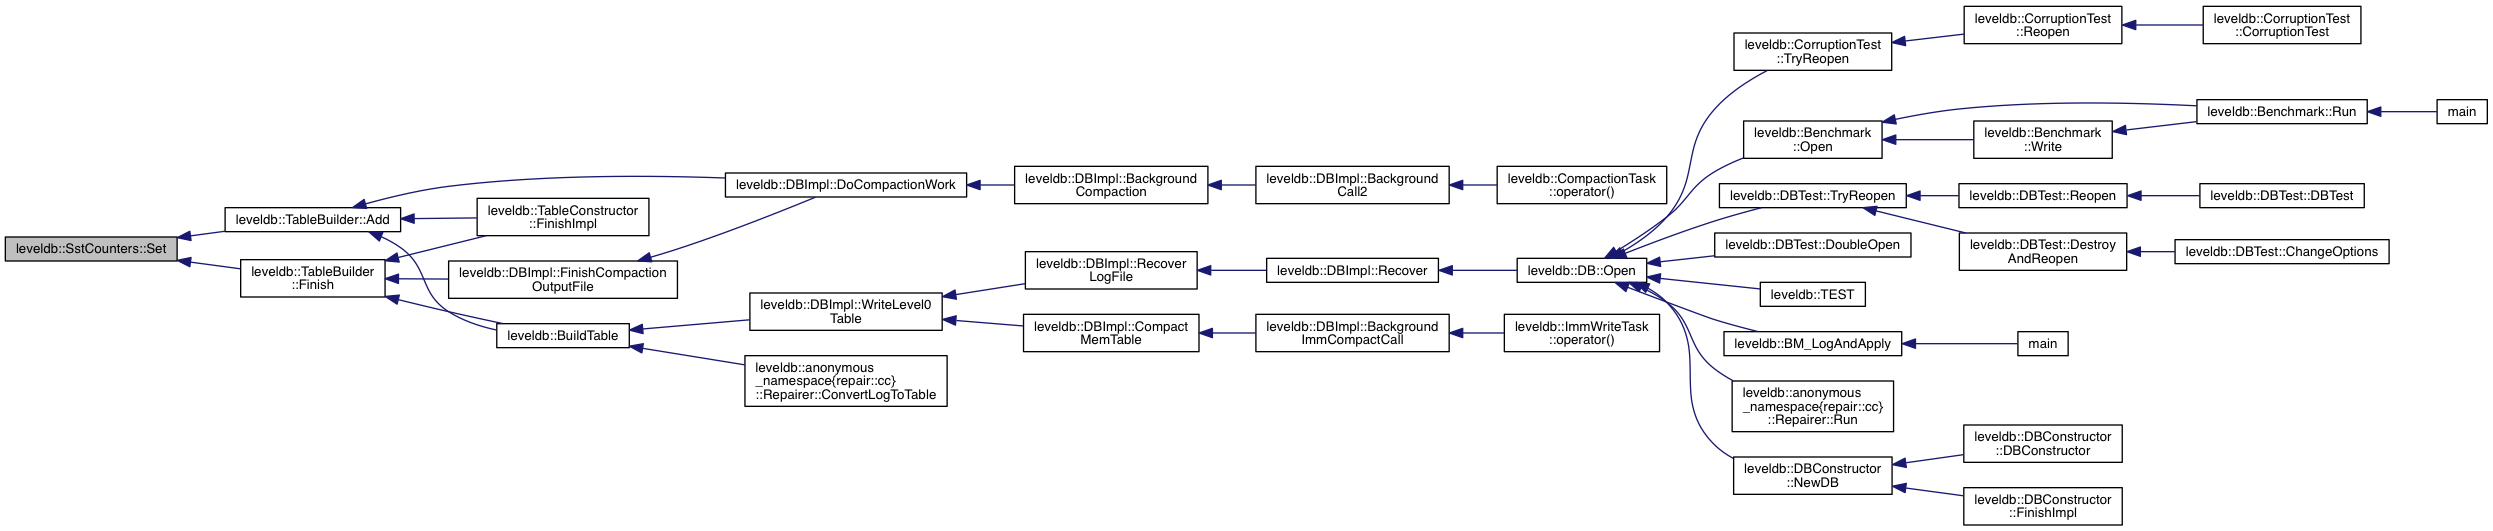 leveldb::SstCounters::Set
leveldb::TableBuilder::Add
leveldb::TableBuilder
::Finish
leveldb::TableConstructor
::FinishImpl
leveldb::DBImpl::FinishCompaction
OutputFile
leveldb::BuildTable
leveldb::DBImpl::DoCompactionWork
leveldb::DBImpl::WriteLevel0
Table
leveldb::anonymous
_namespace{repair::cc}
::Repairer::ConvertLogToTable
leveldb::DBImpl::Background
Compaction
leveldb::DBImpl::Recover
LogFile
leveldb::DBImpl::Compact
MemTable
leveldb::DBImpl::Background
Call2
leveldb::DBImpl::Recover
leveldb::DBImpl::Background
ImmCompactCall
leveldb::CompactionTask
::operator()
leveldb::DB::Open
leveldb::ImmWriteTask
::operator()
leveldb::CorruptionTest
::TryReopen
leveldb::Benchmark
::Open
leveldb::DBTest::TryReopen
leveldb::DBTest::DoubleOpen
leveldb::TEST
leveldb::BM_LogAndApply
leveldb::anonymous
_namespace{repair::cc}
::Repairer::Run
leveldb::DBConstructor
::NewDB
leveldb::CorruptionTest
::Reopen
leveldb::Benchmark
::Write
leveldb::DBTest::Reopen
leveldb::DBTest::Destroy
AndReopen
main
leveldb::DBConstructor
::DBConstructor
leveldb::DBConstructor
::FinishImpl
leveldb::CorruptionTest
::CorruptionTest
leveldb::Benchmark::Run
leveldb::DBTest::DBTest
leveldb::DBTest::ChangeOptions
main